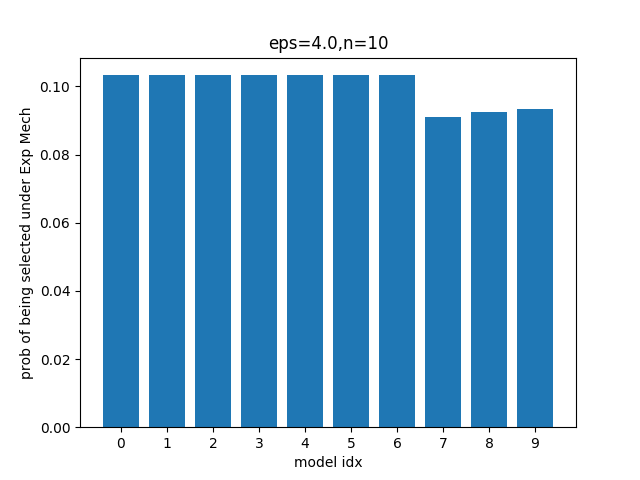 eps=4.0,n=10
prob of being selected under Exp Mech
0.10
0.08
0.06
0.04
0.02
0.00
0 1 2 3 4 5 6 7 8 9
model idx